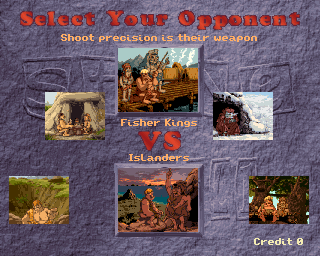 Select Your Opponent
Shoot precision is their weapon
Fisher Kings
VS
Islanders
Credit 0